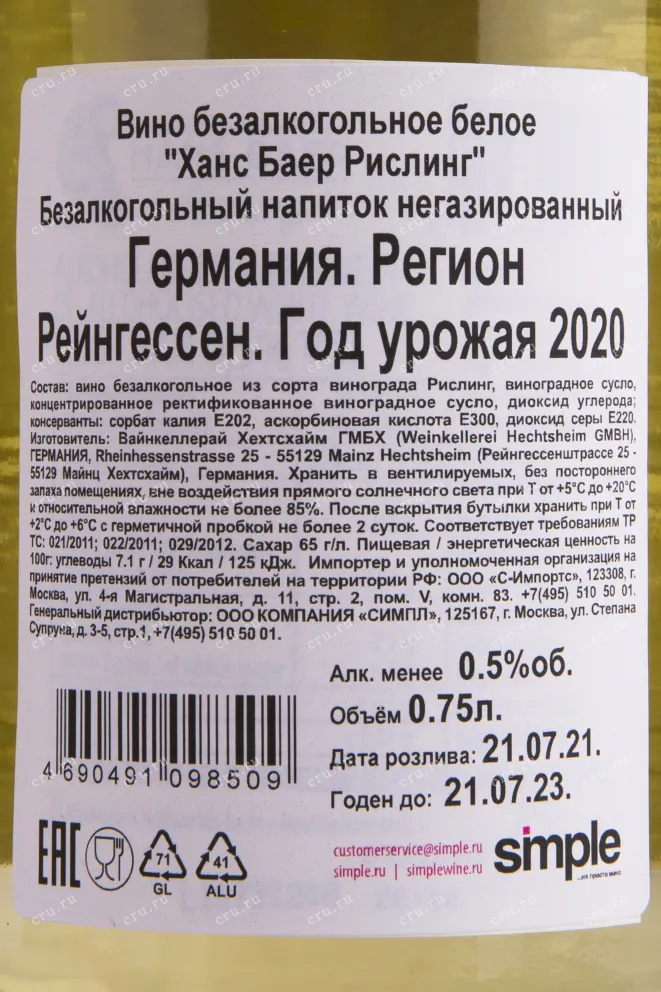 Вино безалкогольное белое
"Ханс Баер Рислинг"
Безалкогольный напиток негазированный
Германия. Регион
Рейнгессен. Год урожая 2020
Состав: вино безалкогольное из сорта винограда Рислинг, виноградное сусло,
концентрированное ректификованное виноградное сусло, диоксид углерода;
консерванты: сорбат калия Е202, аскорбиновая кислота Е300, диоксид серы Е220.
Изготовитель: Вайнкеллерай Хехтсхайм ГМБХ (Weinkellerei Hechtsheim GMBH),
ГЕРМАНИЯ, Rheinhessenstrasse 25 - 55129 Mainz Hechtsheim (Рейнгессенштрассе 25 -
55129 Майнц Хехтсхайм), Германия. Хранить в вентилируемых, без постороннего
запаха помещениях, вне воздействия прямого солнечного света при Т от +5°С до +20°С
и относительной влажности не более 85%. После вскрытия бутылки хранить при Т от
+2°С до +6°С с герметичной пробкой не более 2 суток. Соответствует требованиям ТР
ТС: 021/2011; 022/2011; 029/2012. Сахар 65 г/л. Пищевая / энергетическая ценность на
100г: углеводы 7.1 г / 29 Ккал / 125 кДж. Импортер и уполномоченная организация на
принятие претензий от потребителей на территории РФ: ООО «С-Импортс», 123308, г.
Москва, ул. 4-я Магистральная, д. 11, стр. 2, пом. V, комн. 83. +7(495) 510 50 01.
Генеральный дистрибьютор: ООО КОМПАНИЯ «СИМПЛ», 125167, г. Москва, ул. Степана
Супруна, д. 3-5, стр.1, +7(495) 510 50 01.
Алк. менее 0.5%об.
Объём 0.75л.
Дата розлива: 21.07.21.
Годен до: 21.07.23.
4 690491 098509
EAC
71
GL
41
ALU
customerservice@simple.ru
simple.ru | simplewine.ru
simple
...не просто вино
cru.ru